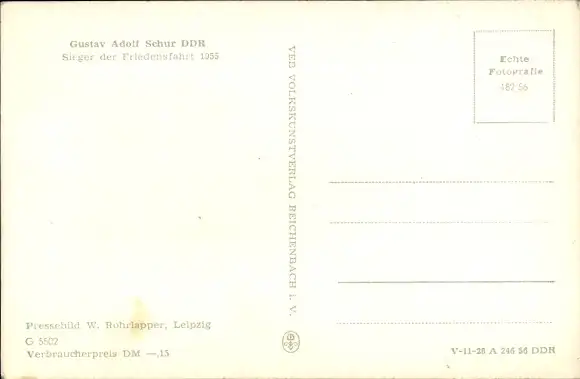 Gustav Adolf Schur DDR
Sieger der Friedensfahrt 1955
VEB VOLKSKUNSTVERLAG REICHENBACH i. V.
Echte
Fotografie
482 56
Pressebild W. Rohrlapper, Leipzig
G 5502
Verbraucherpreis DM —.15
V-11-28 A 246 56 DDR